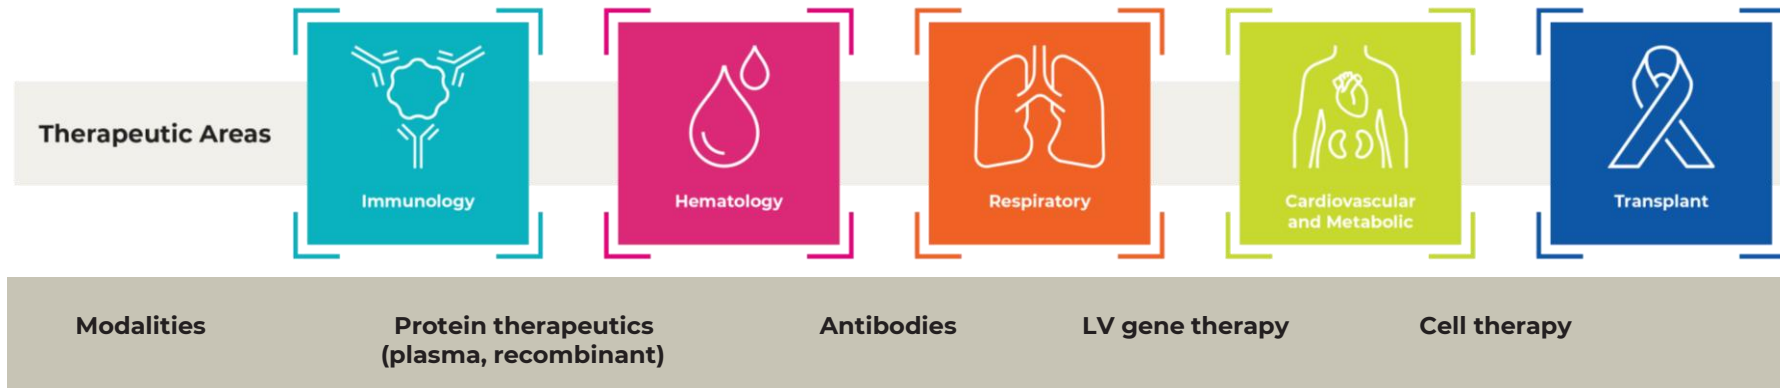 Therapeutic Areas
Immunology
Hematology
Respiratory
Cardiovascular
and Metabolic
Transplant
Modalities
Protein therapeutics
(plasma, recombinant)
Antibodies
LV gene therapy
Cell therapy